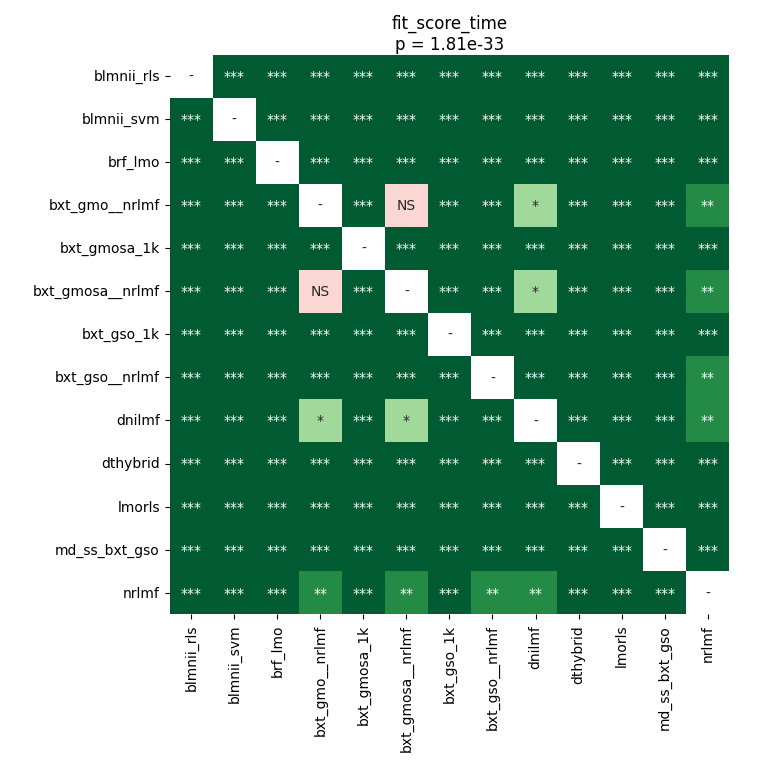 fit_score_time
p = 1.81e-33
blmnii_rls - *** *** *** *** *** *** *** *** *** *** *** ***
blmnii_svm *** - *** *** *** *** *** *** *** *** *** *** ***
brf_lmo *** *** - *** *** *** *** *** *** *** *** *** ***
bxt_gmo__nrlmf *** *** *** - *** NS *** *** * *** *** *** **
bxt_gmosa_1k *** *** *** *** - *** *** *** *** *** *** *** ***
bxt_gmosa__nrlmf *** *** *** NS *** - *** *** * *** *** *** **
bxt_gso_1k *** *** *** *** *** *** - *** *** *** *** *** ***
bxt_gso__nrlmf *** *** *** *** *** *** *** - *** *** *** *** **
dnilmf *** *** *** * *** * *** *** - *** *** *** **
dthybrid *** *** *** *** *** *** *** *** *** - *** *** ***
lmorls *** *** *** *** *** *** *** *** *** *** - *** ***
md_ss_bxt_gso *** *** *** *** *** *** *** *** *** *** *** - ***
nrlmf *** *** *** ** *** ** *** ** ** *** *** *** -
blmnii_rls
blmnii_svm
brf_lmo
bxt_gmo__nrlmf
bxt_gmosa_1k
bxt_gmosa__nrlmf
bxt_gso_1k
bxt_gso__nrlmf
dnilmf
dthybrid
lmorls
md_ss_bxt_gso
nrlmf